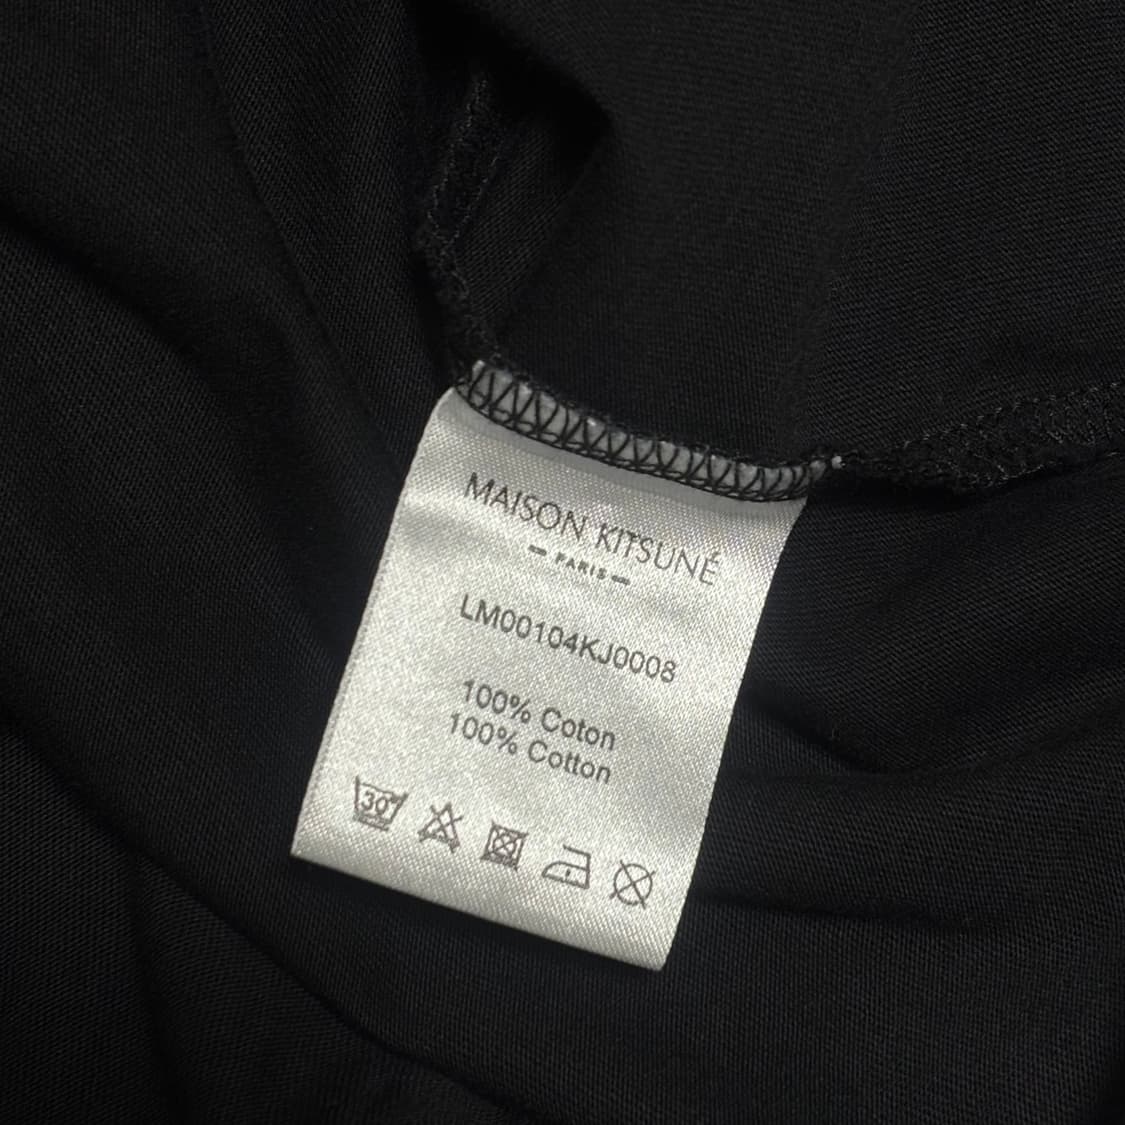 MAISON KITSUNÉ
PARIS
LM00104KJ0008
100% Coton
100% Cotton
30°